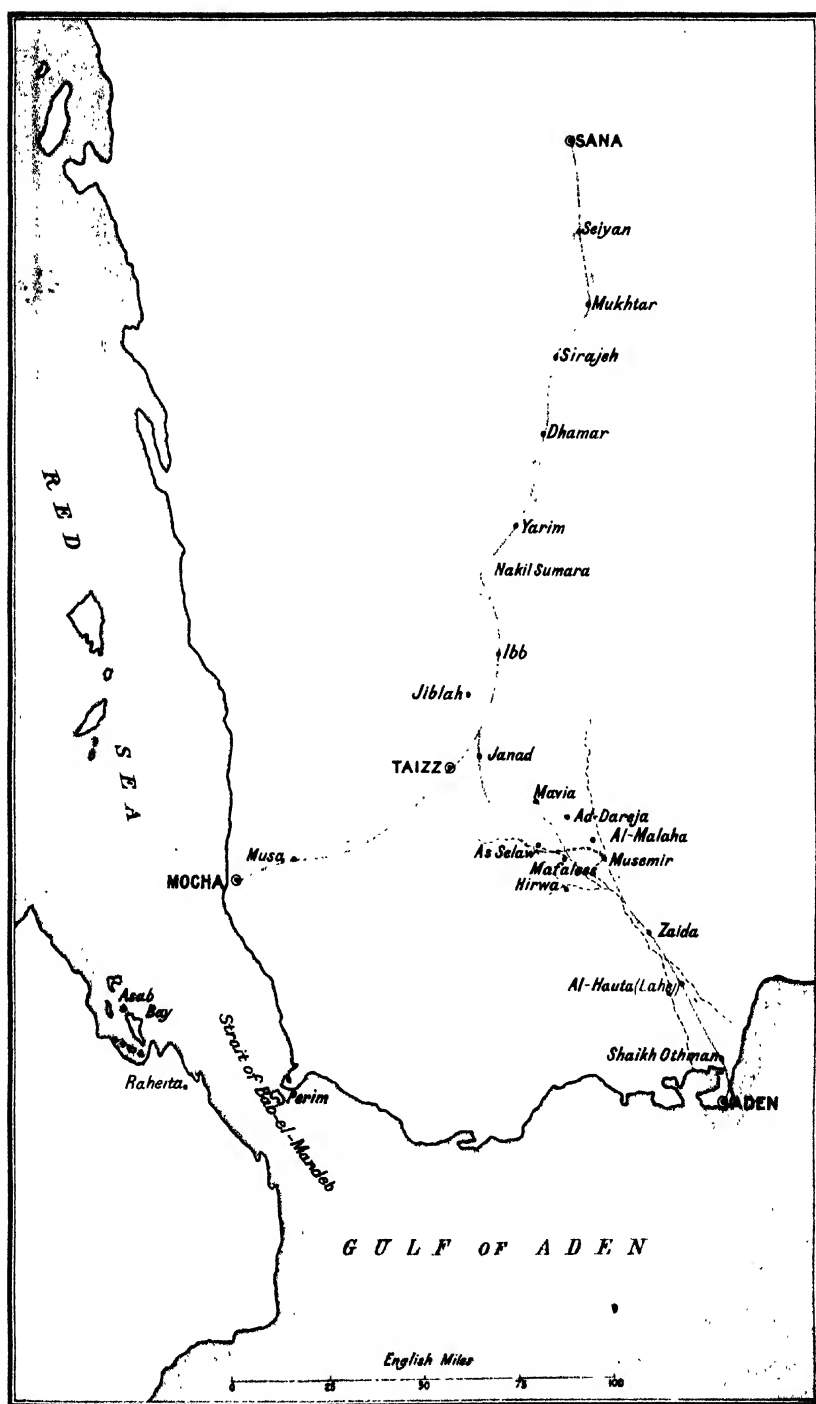 SANA
Seiyan
Mukhtar
Sirajeh
Dhamar
RED SEA
Yarim
Nakil Sumara
Ibb
Jiblah
Janad
TAIZZ
Mavia
Ad-Dareja
Al-Malaha
As Selaw
Musemir
Musa
Mafalees
MOCHA
Hirwa
Zaida
Al-Hauta (Lahej)
Asab
Bay
Shaikh Othman
Raheita
Perim
ADEN
Strait of
Bab-el-Mandeb
GULF OF ADEN
English Miles
0 25 50 75 100